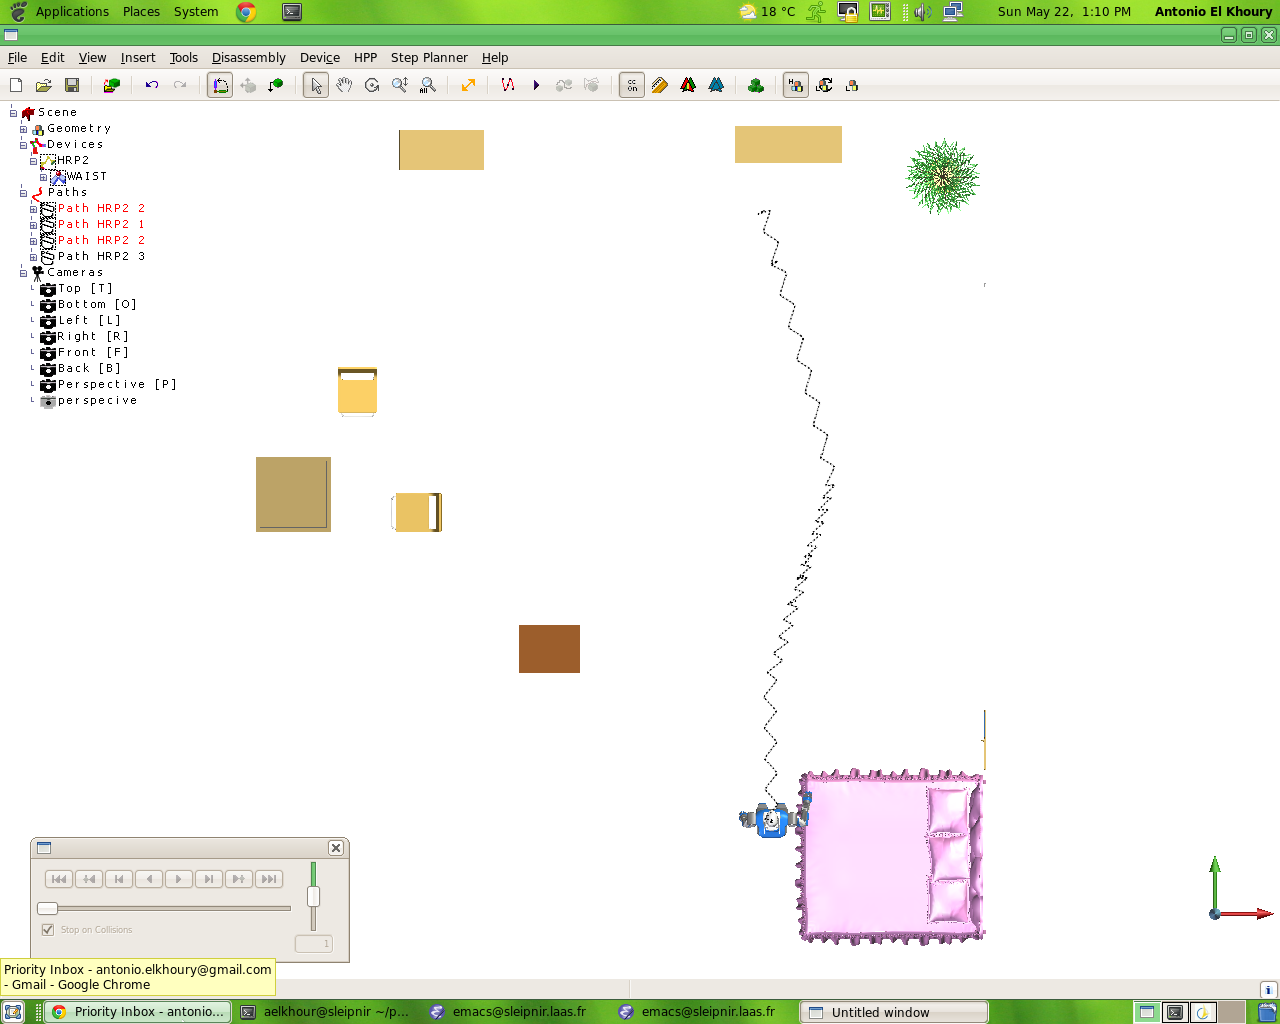 Applications Places System 18 °C Sun May 22, 1:10 PM Antonio El Khoury
File Edit View Insert Tools Disassembly Device HPP Step Planner Help
CC
ON
Scene
Geometry
Devices
HRP2
WAIST
Paths
Path HRP2 2
Path HRP2 1
Path HRP2 2
Path HRP2 3
Cameras
Top [T]
Bottom [O]
Left [L]
Right [R]
Front [F]
Back [B]
Perspective [P]
perspecive
Stop on Collisions
1
Priority Inbox - antonio.elkhoury@gmail.com
- Gmail - Google Chrome
Priority Inbox - antonio... aelkhour@sleipnir ~/p... emacs@sleipnir.laas.fr emacs@sleipnir.laas.fr Untitled window